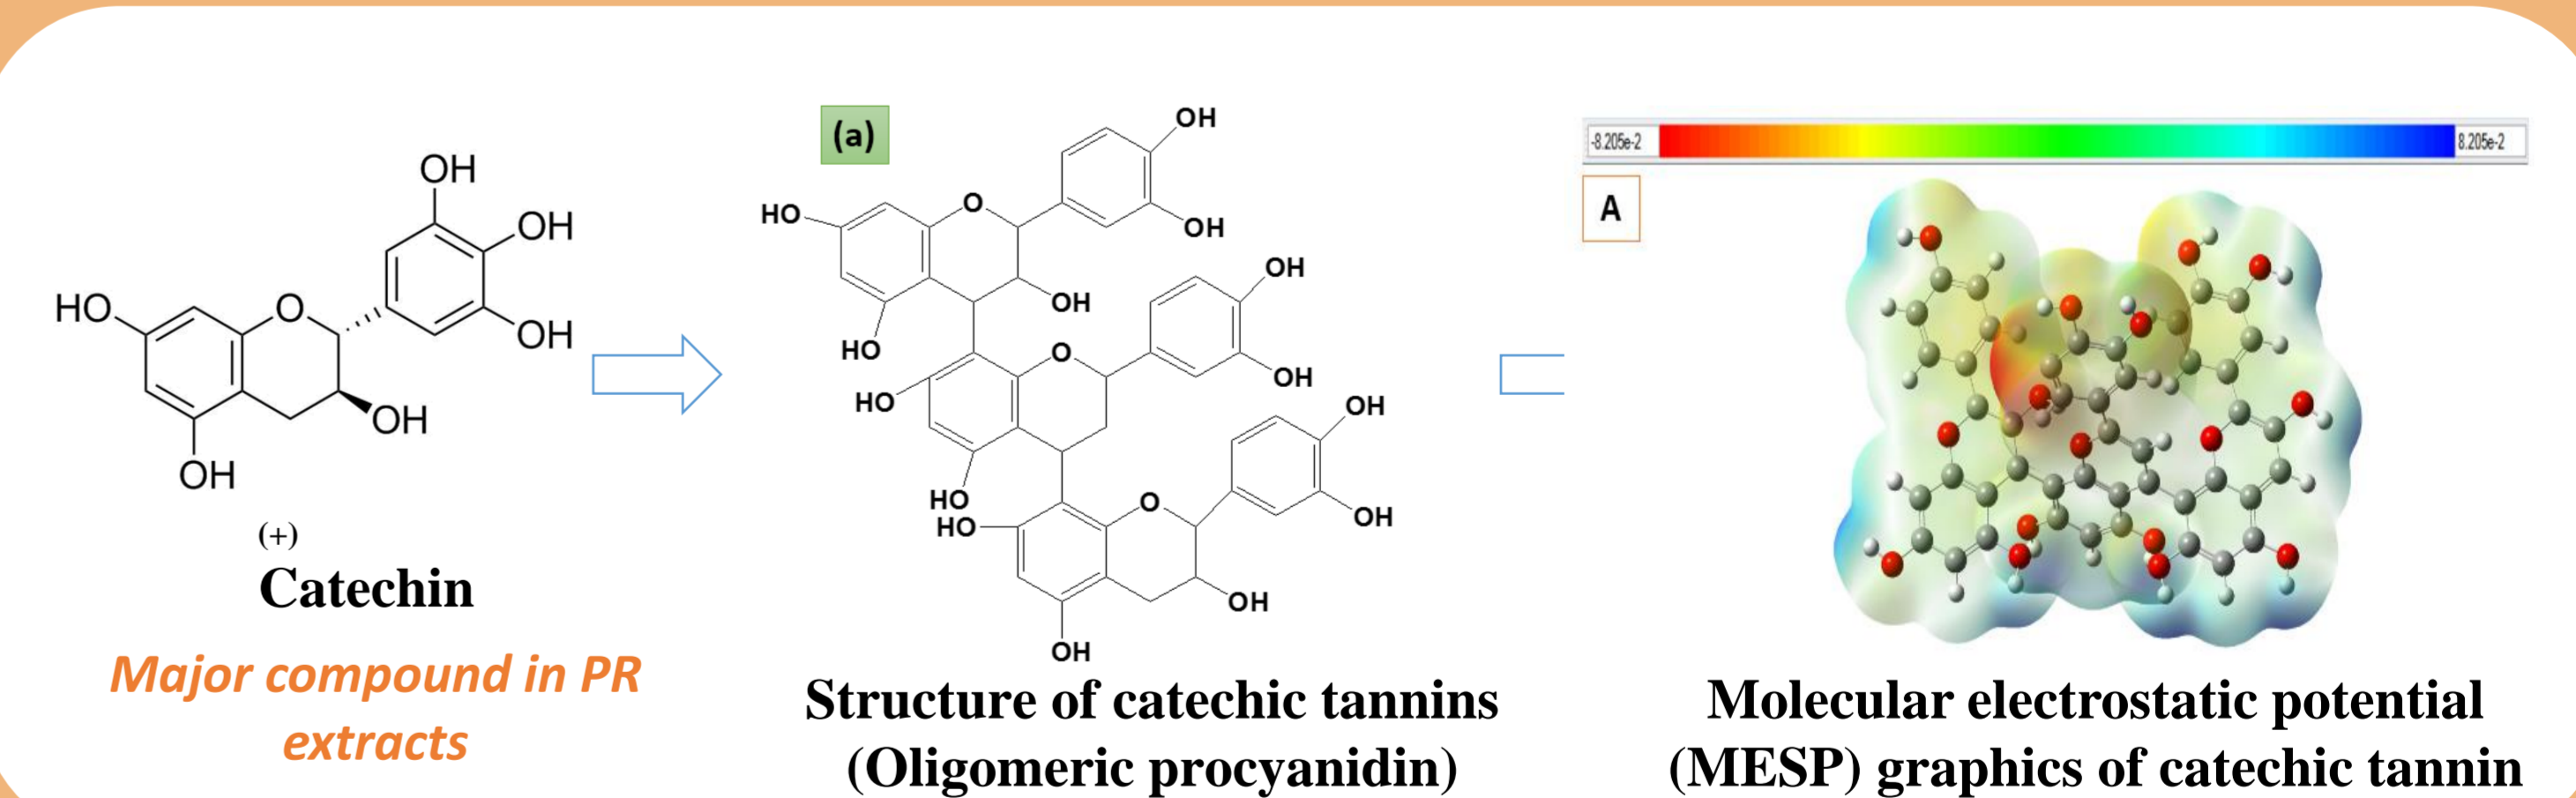 OH
OH
HO
O
OH
OH
OH
(+)
Catechin
Major compound in PR
extracts
(a)
OH
HO
O
OH
OH
OH
HO
O
OH
HO
OH
HO
HO
O
OH
OH
OH
OH
Structure of catechic tannins
(Oligomeric procyanidin)
-8.205e-2
8.205e-2
A
Molecular electrostatic potential
(MESP) graphics of catechic tannin